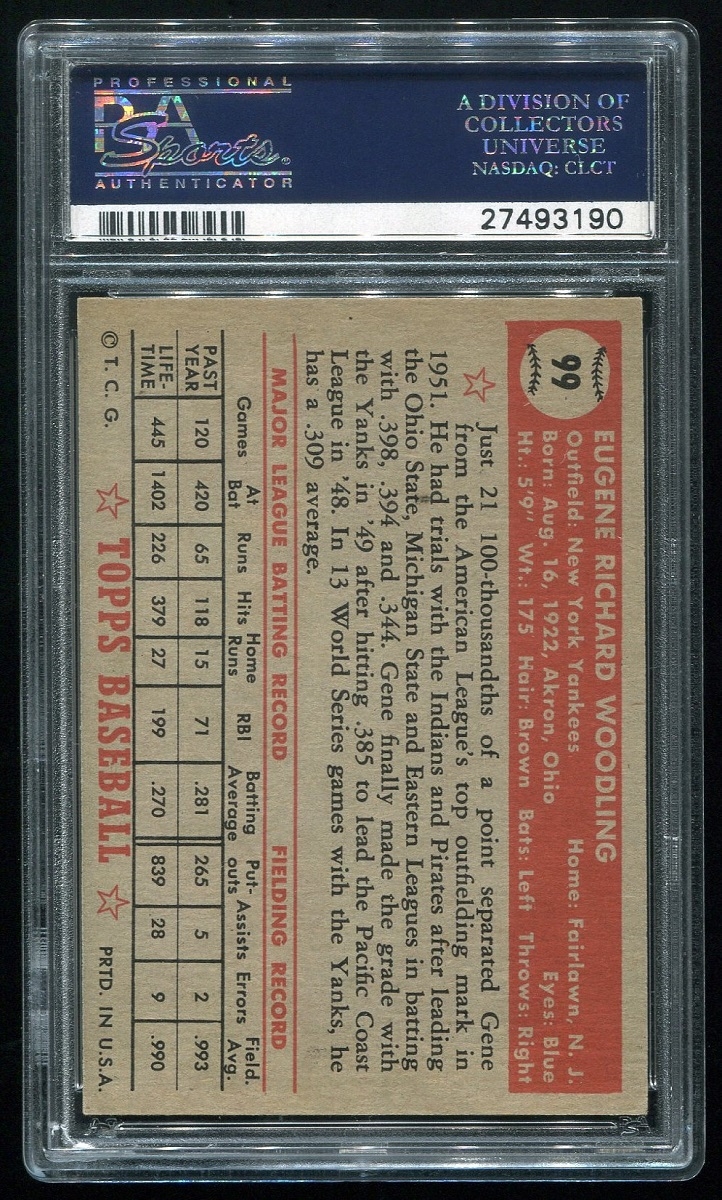 PROFESSIONAL
PSA
Sports
AUTHENTICATOR
A DIVISION OF
COLLECTORS
UNIVERSE
NASDAQ: CLCT
27493190
99
EUGENE RICHARD WOODLING
Outfield: New York Yankees Home: Fairlawn, N. J.
Born: Aug. 16, 1922, Akron, Ohio Eyes: Blue
Ht.: 5'9" Wt.: 175 Hair: Brown Bats: Left Throws: Right
Just 21 100-thousandths of a point separated Gene
from the American League's top outfielding mark in
1951. He had trials with the Indians and Pirates after leading
the Ohio State, Michigan State and Eastern Leagues in batting
with .398, .394 and .344. Gene finally made the grade with
the Yanks in '49 after hitting .385 to lead the Pacific Coast
League in '48. In 13 World Series games with the Yanks, he
has a .309 average.
MAJOR LEAGUE BATTING RECORD FIELDING RECORD
Games At Bat Runs Hits Home Runs RBI Batting Average Put-outs Assists Errors Field. Avg.
PAST YEAR 120 420 65 118 15 71 .281 265 5 2 .993
LIFE-TIME 445 1402 226 379 27 199 .270 839 28 9 .990
© T. C. G. TOPPS BASEBALL PRTD. IN U.S.A.